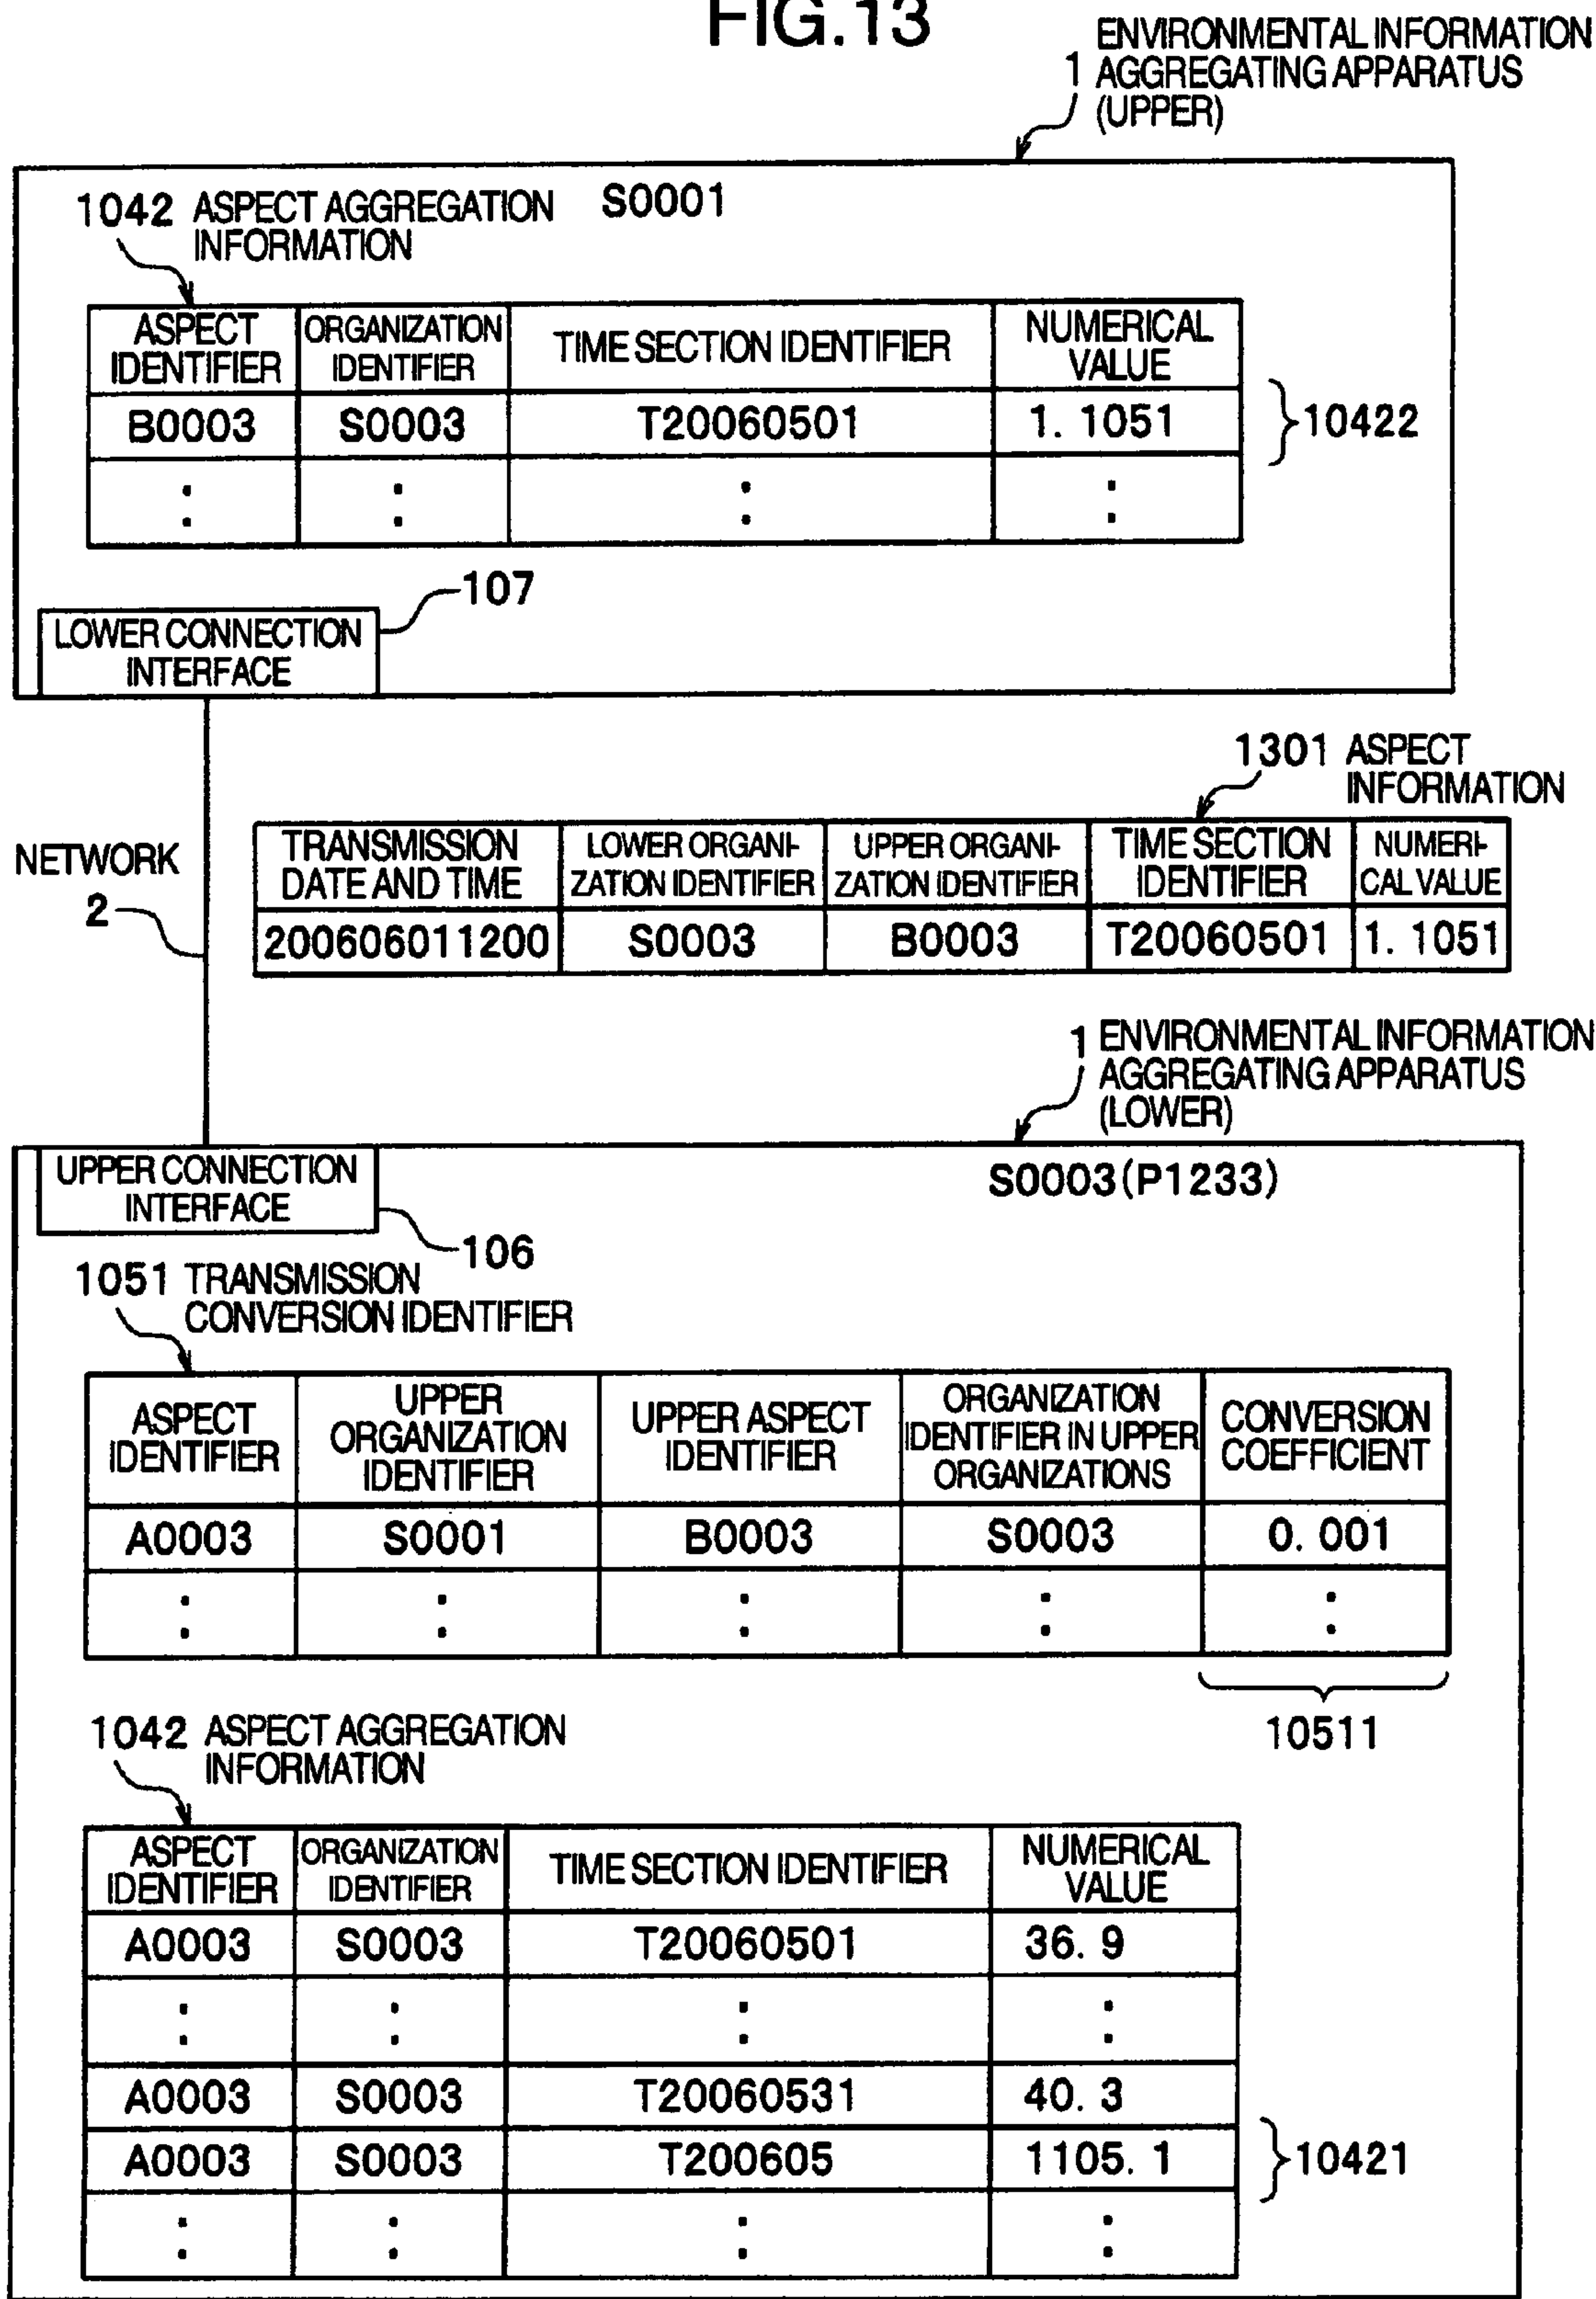 FIG.13
ENVIRONMENTAL INFORMATION
1 AGGREGATING APPARATUS
(UPPER)
1042 ASPECT AGGREGATION S0001
INFORMATION
ASPECT IDENTIFIER ORGANIZATION IDENTIFIER TIME SECTION IDENTIFIER NUMERICAL VALUE
B0003 S0003 T20060501 1. 1051 10422
: : : :
107
LOWER CONNECTION
INTERFACE
1301 ASPECT
INFORMATION
NETWORK
2
TRANSMISSION DATE AND TIME LOWER ORGANI-ZATION IDENTIFIER UPPER ORGANI-ZATION IDENTIFIER TIME SECTION IDENTIFIER NUMERI-CAL VALUE
200606011200 S0003 B0003 T20060501 1. 1051
1 ENVIRONMENTAL INFORMATION
AGGREGATING APPARATUS
(LOWER)
UPPER CONNECTION
INTERFACE
S0003(P1233)
106
1051 TRANSMISSION
CONVERSION IDENTIFIER
ASPECT IDENTIFIER UPPER ORGANIZATION IDENTIFIER UPPER ASPECT IDENTIFIER ORGANIZATION IDENTIFIER IN UPPER ORGANIZATIONS CONVERSION COEFFICIENT
A0003 S0001 B0003 S0003 0. 001
: : : : :
10511
1042 ASPECT AGGREGATION
INFORMATION
ASPECT IDENTIFIER ORGANIZATION IDENTIFIER TIME SECTION IDENTIFIER NUMERICAL VALUE
A0003 S0003 T20060501 36. 9
: : : :
A0003 S0003 T20060531 40. 3
A0003 S0003 T200605 1105. 1 10421
: : : :